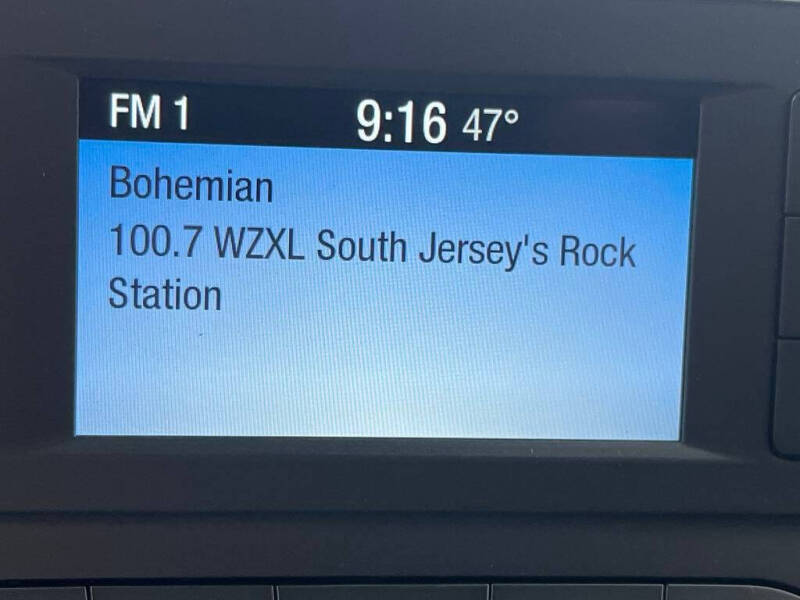 FM 1 9:16 47°
Bohemian
100.7 WZXL South Jersey's Rock
Station